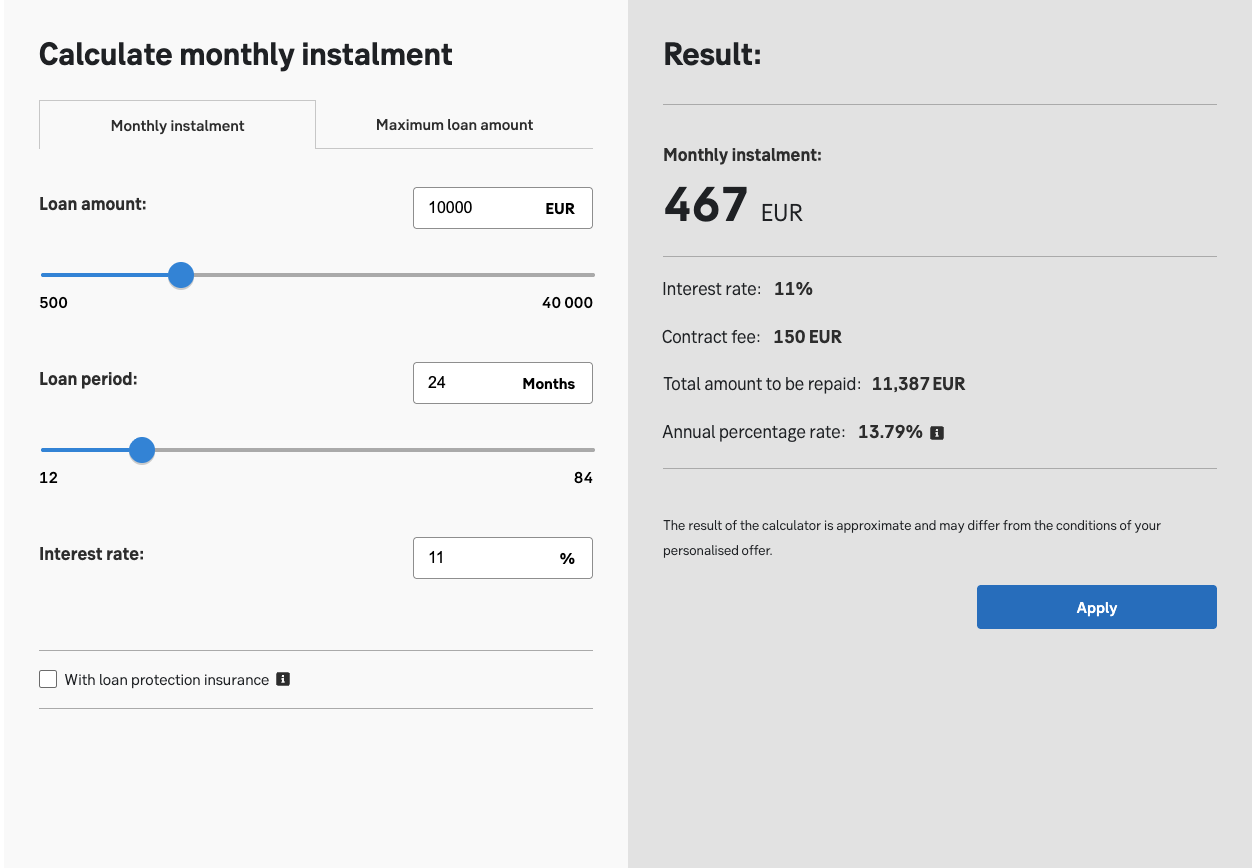 Calculate monthly instalment
Monthly instalment
Maximum loan amount
Loan amount:
10000 EUR
500
40 000
Loan period:
24 Months
12
84
Interest rate:
11 %
With loan protection insurance
Result:
Monthly instalment:
467 EUR
Interest rate: 11%
Contract fee: 150 EUR
Total amount to be repaid: 11,387 EUR
Annual percentage rate: 13.79%
The result of the calculator is approximate and may differ from the conditions of your
personalised offer.
Apply